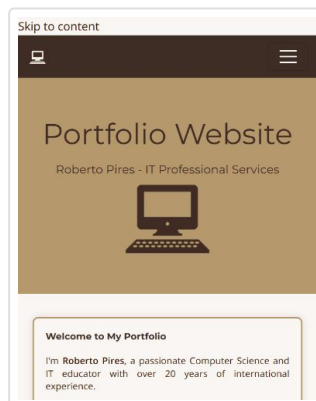 Skip to content
Portfolio Website
Roberto Pires - IT Professional Services
Welcome to My Portfolio
I'm Roberto Pires, a passionate Computer Science and
IT educator with over 20 years of international
experience.